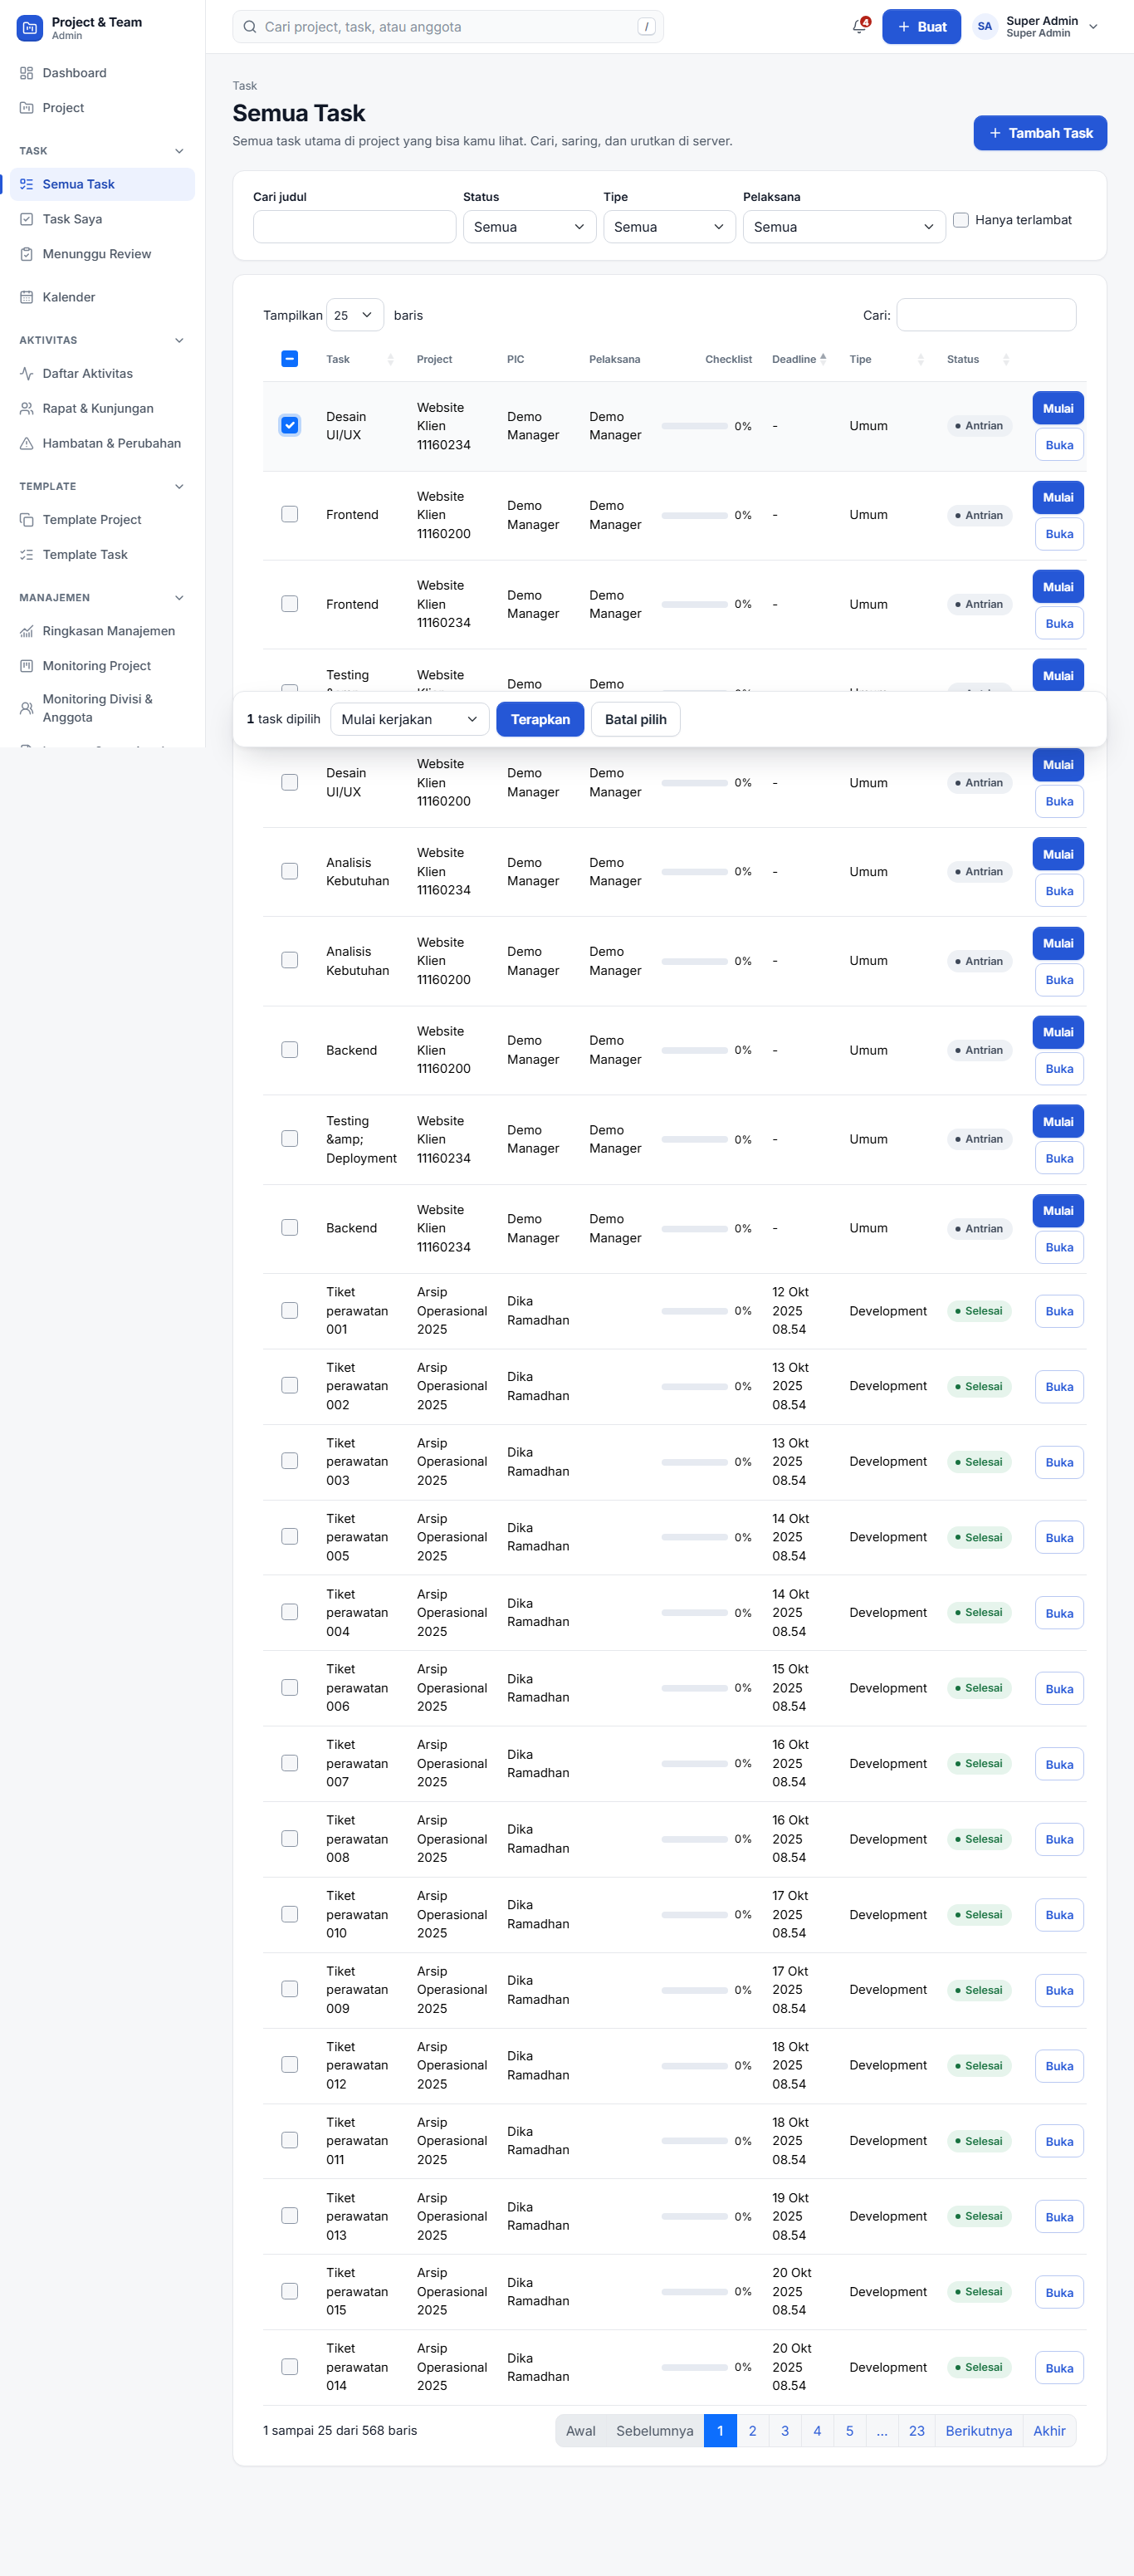 Project & Team
Admin
Dashboard
Project
TASK
Semua Task
Task Saya
Menunggu Review
Kalender
AKTIVITAS
Daftar Aktivitas
Rapat & Kunjungan
Hambatan & Perubahan
TEMPLATE
Template Project
Template Task
MANAJEMEN
Ringkasan Manajemen
Monitoring Project
Monitoring Divisi &
Anggota
Cari project, task, atau anggota /
4
+ Buat
SA
Super Admin
Super Admin
Task
Semua Task
Semua task utama di project yang bisa kamu lihat. Cari, saring, dan urutkan di server.
+ Tambah Task
Cari judul Status Tipe Pelaksana
Semua Semua Semua Hanya terlambat
Tampilkan 25 baris Cari:
Task Project PIC Pelaksana Checklist Deadline Tipe Status
Desain UI/UX Website Klien 11160234 Demo Manager Demo Manager 0% - Umum Antrian Mulai Buka
Frontend Website Klien 11160200 Demo Manager Demo Manager 0% - Umum Antrian Mulai Buka
Frontend Website Klien 11160234 Demo Manager Demo Manager 0% - Umum Antrian Mulai Buka
Testing Website Demo Demo Mulai
1 task dipilih Mulai kerjakan Terapkan Batal pilih
Desain UI/UX Website Klien 11160200 Demo Manager Demo Manager 0% - Umum Antrian Mulai Buka
Analisis Kebutuhan Website Klien 11160234 Demo Manager Demo Manager 0% - Umum Antrian Mulai Buka
Analisis Kebutuhan Website Klien 11160200 Demo Manager Demo Manager 0% - Umum Antrian Mulai Buka
Backend Website Klien 11160200 Demo Manager Demo Manager 0% - Umum Antrian Mulai Buka
Testing &amp; Deployment Website Klien 11160234 Demo Manager Demo Manager 0% - Umum Antrian Mulai Buka
Backend Website Klien 11160234 Demo Manager Demo Manager 0% - Umum Antrian Mulai Buka
Tiket perawatan 001 Arsip Operasional 2025 Dika Ramadhan 0% 12 Okt 2025 08.54 Development Selesai Buka
Tiket perawatan 002 Arsip Operasional 2025 Dika Ramadhan 0% 13 Okt 2025 08.54 Development Selesai Buka
Tiket perawatan 003 Arsip Operasional 2025 Dika Ramadhan 0% 13 Okt 2025 08.54 Development Selesai Buka
Tiket perawatan 005 Arsip Operasional 2025 Dika Ramadhan 0% 14 Okt 2025 08.54 Development Selesai Buka
Tiket perawatan 004 Arsip Operasional 2025 Dika Ramadhan 0% 14 Okt 2025 08.54 Development Selesai Buka
Tiket perawatan 006 Arsip Operasional 2025 Dika Ramadhan 0% 15 Okt 2025 08.54 Development Selesai Buka
Tiket perawatan 007 Arsip Operasional 2025 Dika Ramadhan 0% 16 Okt 2025 08.54 Development Selesai Buka
Tiket perawatan 008 Arsip Operasional 2025 Dika Ramadhan 0% 16 Okt 2025 08.54 Development Selesai Buka
Tiket perawatan 010 Arsip Operasional 2025 Dika Ramadhan 0% 17 Okt 2025 08.54 Development Selesai Buka
Tiket perawatan 009 Arsip Operasional 2025 Dika Ramadhan 0% 17 Okt 2025 08.54 Development Selesai Buka
Tiket perawatan 012 Arsip Operasional 2025 Dika Ramadhan 0% 18 Okt 2025 08.54 Development Selesai Buka
Tiket perawatan 011 Arsip Operasional 2025 Dika Ramadhan 0% 18 Okt 2025 08.54 Development Selesai Buka
Tiket perawatan 013 Arsip Operasional 2025 Dika Ramadhan 0% 19 Okt 2025 08.54 Development Selesai Buka
Tiket perawatan 015 Arsip Operasional 2025 Dika Ramadhan 0% 20 Okt 2025 08.54 Development Selesai Buka
Tiket perawatan 014 Arsip Operasional 2025 Dika Ramadhan 0% 20 Okt 2025 08.54 Development Selesai Buka
1 sampai 25 dari 568 baris
Awal Sebelumnya 1 2 3 4 5 … 23 Berikutnya Akhir